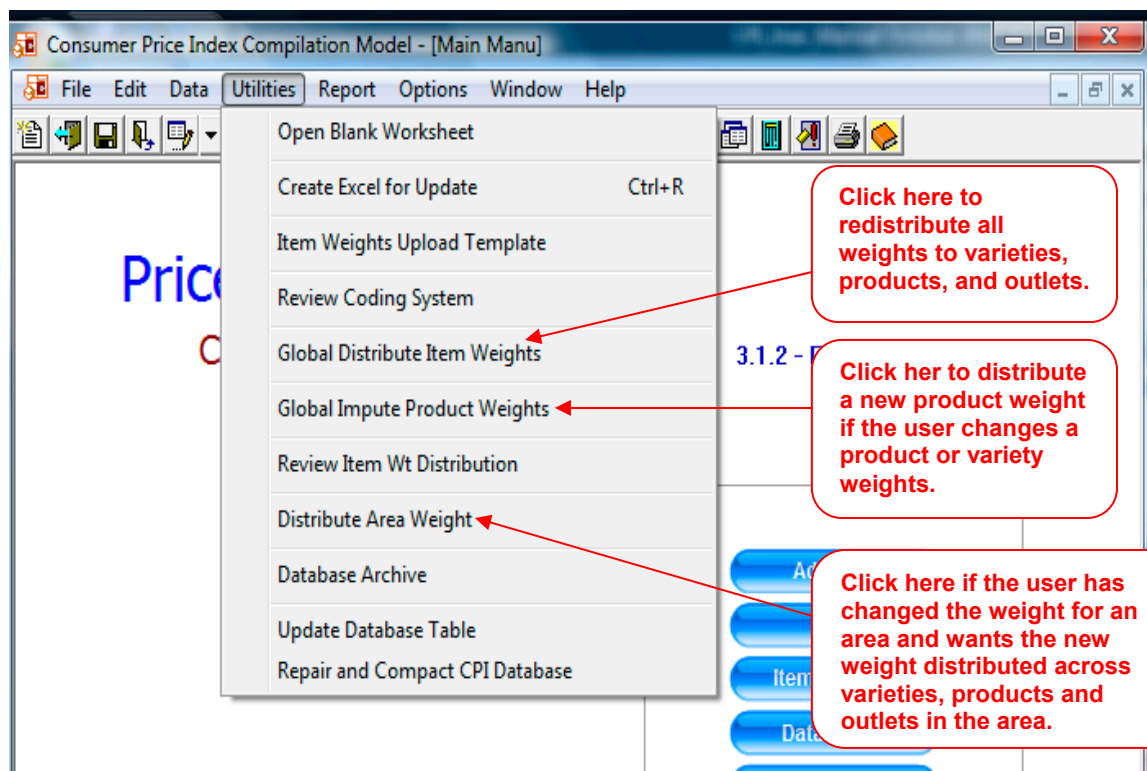 Consumer Price Index Compilation Model - [Main Manu]
File Edit Data Utilities Report Options Window Help
Open Blank Worksheet
Create Excel for Update Ctrl+R
Item Weights Upload Template
Review Coding System
Global Distribute Item Weights
Global Impute Product Weights
Review Item Wt Distribution
Distribute Area Weight
Database Archive
Update Database Table
Repair and Compact CPI Database
Click here to
redistribute all
weights to varieties,
products, and outlets.
3.1.2 -
Click her to distribute
a new product weight
if the user changes a
product or variety
weights.
Click here if the user has
changed the weight for an
area and wants the new
weight distributed across
varieties, products and
outlets in the area.
Item